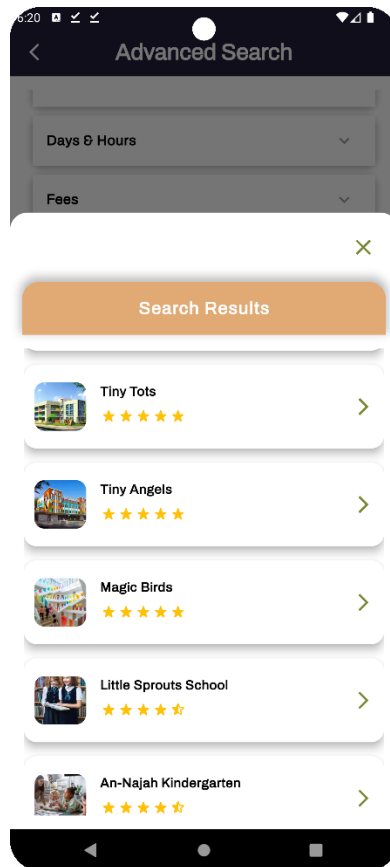 6:20
Advanced Search
Days & Hours
Fees
Search Results
Tiny Tots
Tiny Angels
Magic Birds
Little Sprouts School
An-Najah Kindergarten